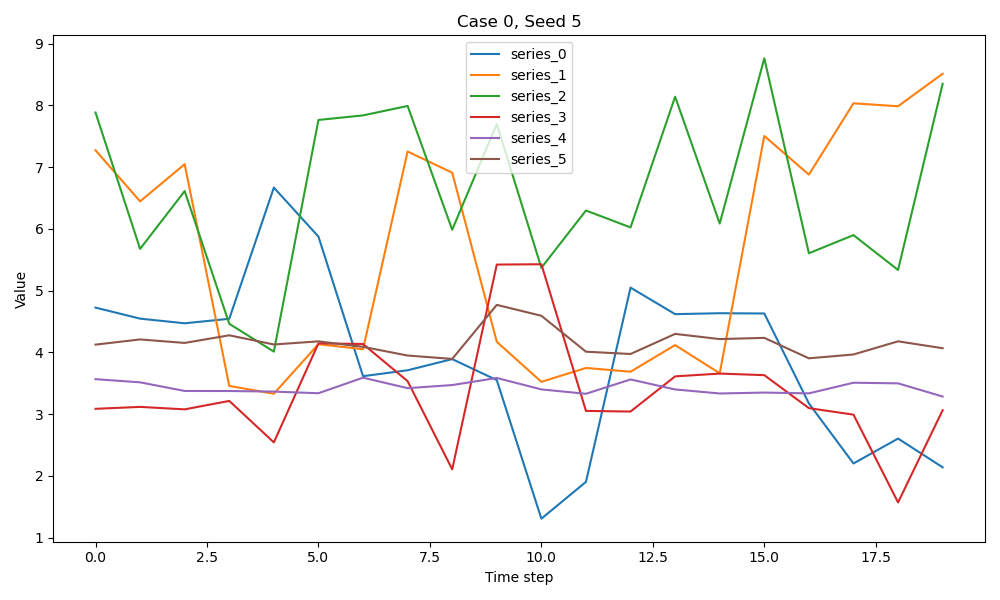 Case 0, Seed 5
series_0
series_1
series_2
series_3
series_4
series_5
Value
9
8
7
6
5
4
3
2
1
0.0 2.5 5.0 7.5 10.0 12.5 15.0 17.5
Time step